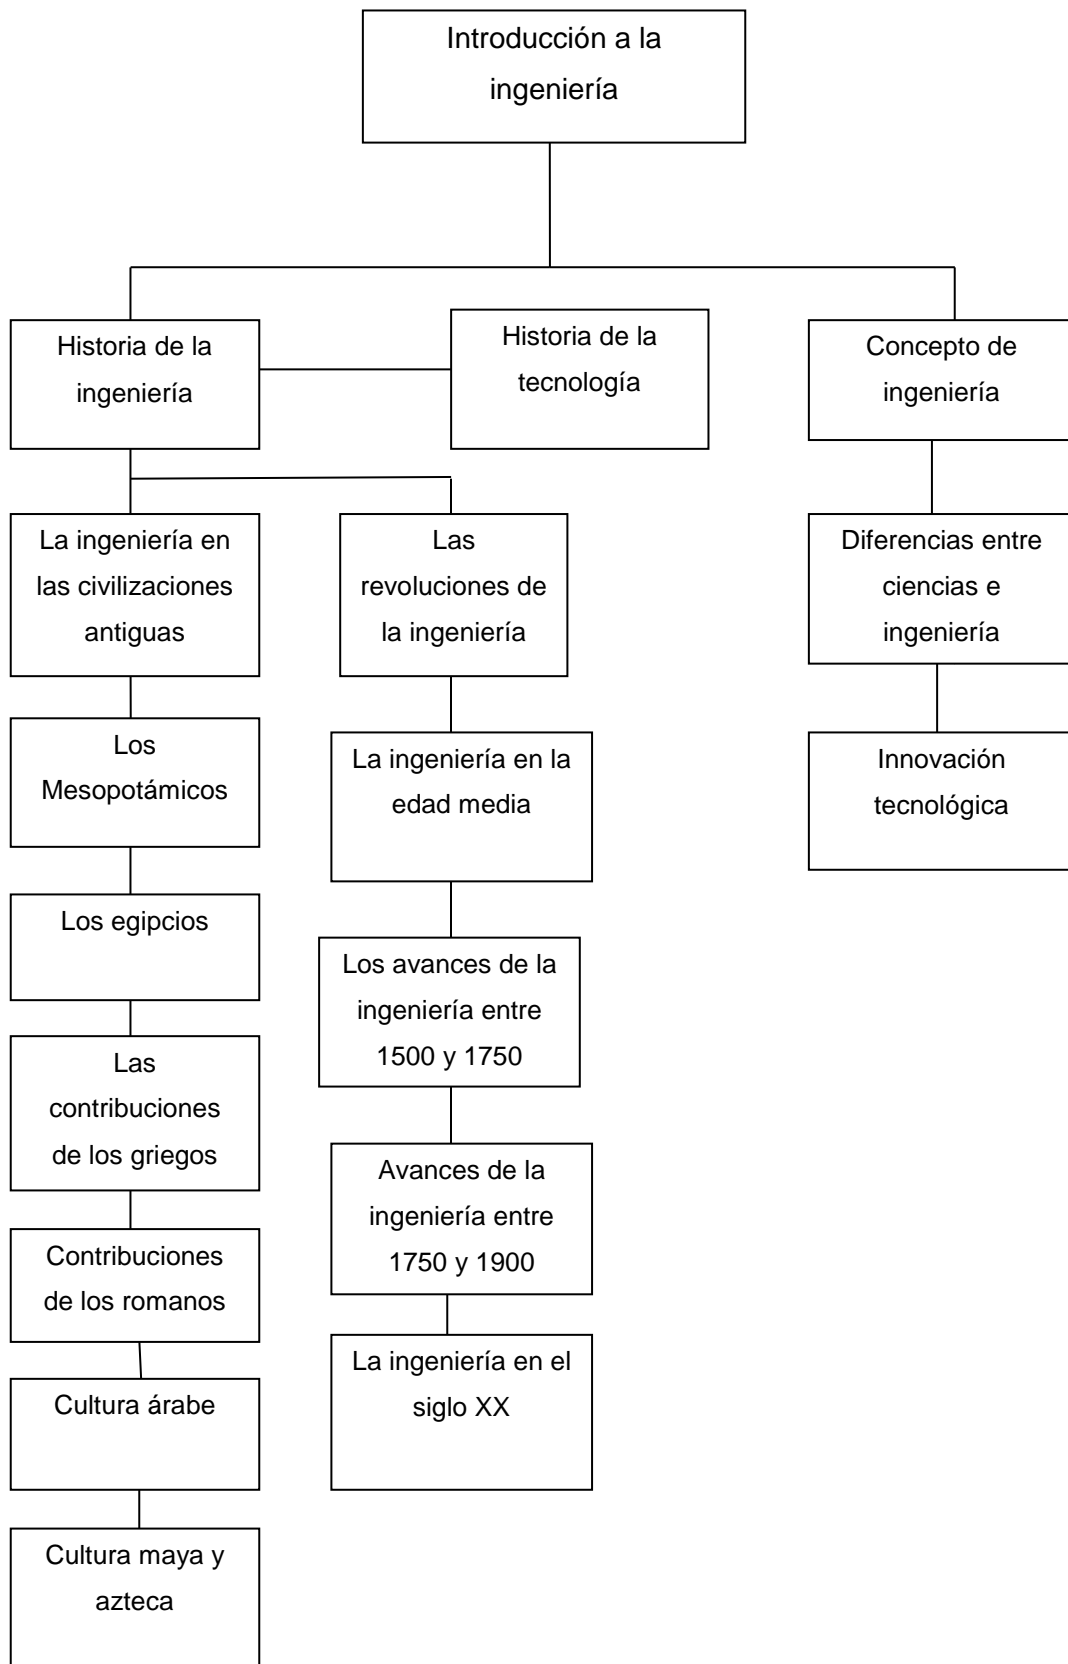 Introducción a la
ingeniería
Historia de la
ingeniería
Historia de la
tecnología
Concepto de
ingeniería
La ingeniería en
las civilizaciones
antiguas
Las
revoluciones de
la ingeniería
Diferencias entre
ciencias e
ingeniería
Los
Mesopotámicos
La ingeniería en la
edad media
Innovación
tecnológica
Los egipcios
Los avances de la
ingeniería entre
1500 y 1750
Las
contribuciones
de los griegos
Avances de la
ingeniería entre
1750 y 1900
Contribuciones
de los romanos
La ingeniería en el
siglo XX
Cultura árabe
Cultura maya y
azteca